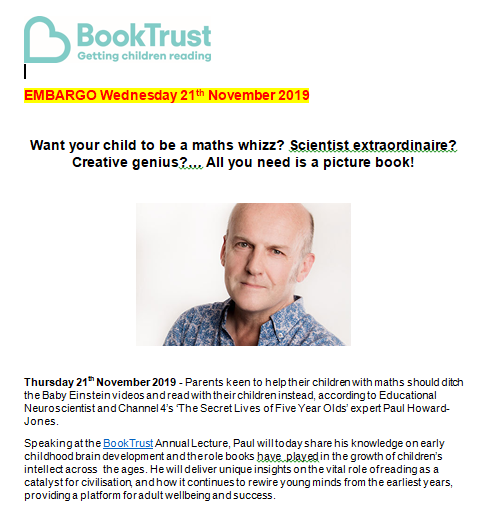 BookTrust
Getting children reading
EMBARGO Wednesday 21th November 2019
Want your child to be a maths whizz? Scientist extraordinaire?
Creative genius?... All you need is a picture book!
Thursday 21th November 2019 - Parents keen to help their children with maths should ditch
the Baby Einstein videos and read with their children instead, according to Educational
Neuroscientist and Channel 4's 'The Secret Lives of Five Year Olds' expert Paul Howard-
Jones.
Speaking at the BookTrust Annual Lecture, Paul will today share his knowledge on early
childhood brain development and the role books have played in the growth of children's
intellect across the ages. He will deliver unique insights on the vital role of reading as a
catalyst for civilisation, and how it continues to rewire young minds from the earliest years,
providing a platform for adult wellbeing and success.